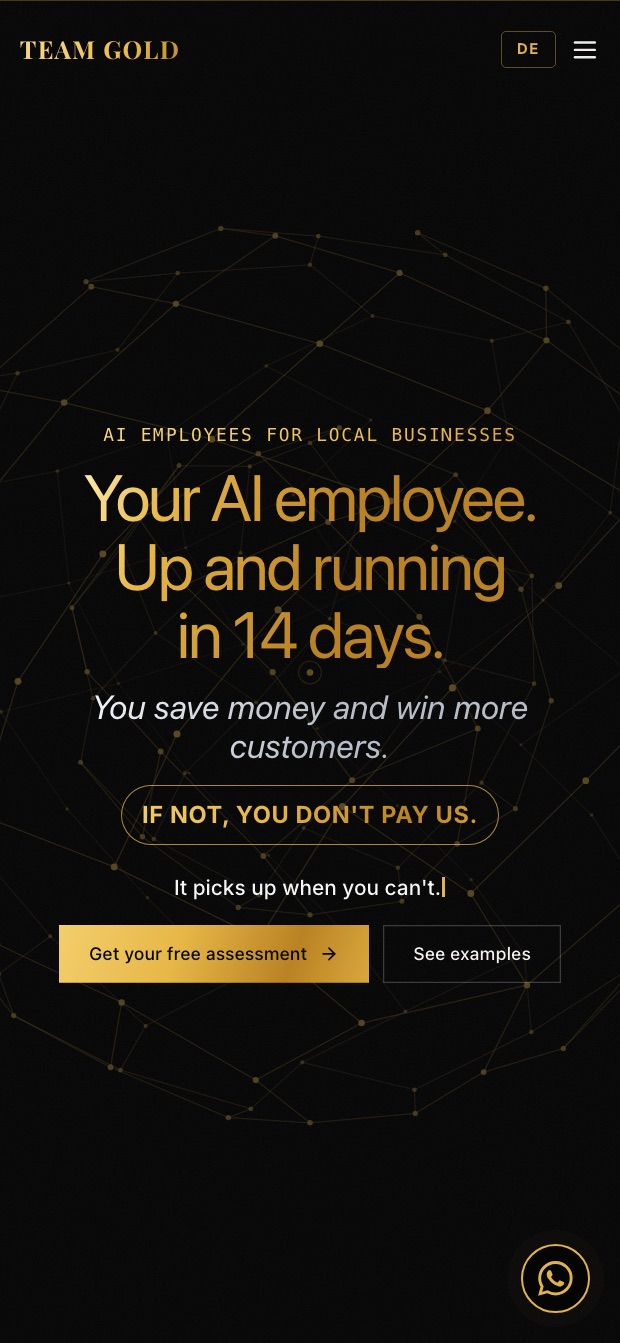 TEAM GOLD
DE
AI EMPLOYEES FOR LOCAL BUSINESSES
Your AI employee.
Up and running
in 14 days.
You save money and win more
customers.
IF NOT, YOU DON'T PAY US.
It picks up when you can't.
Get your free assessment →
See examples